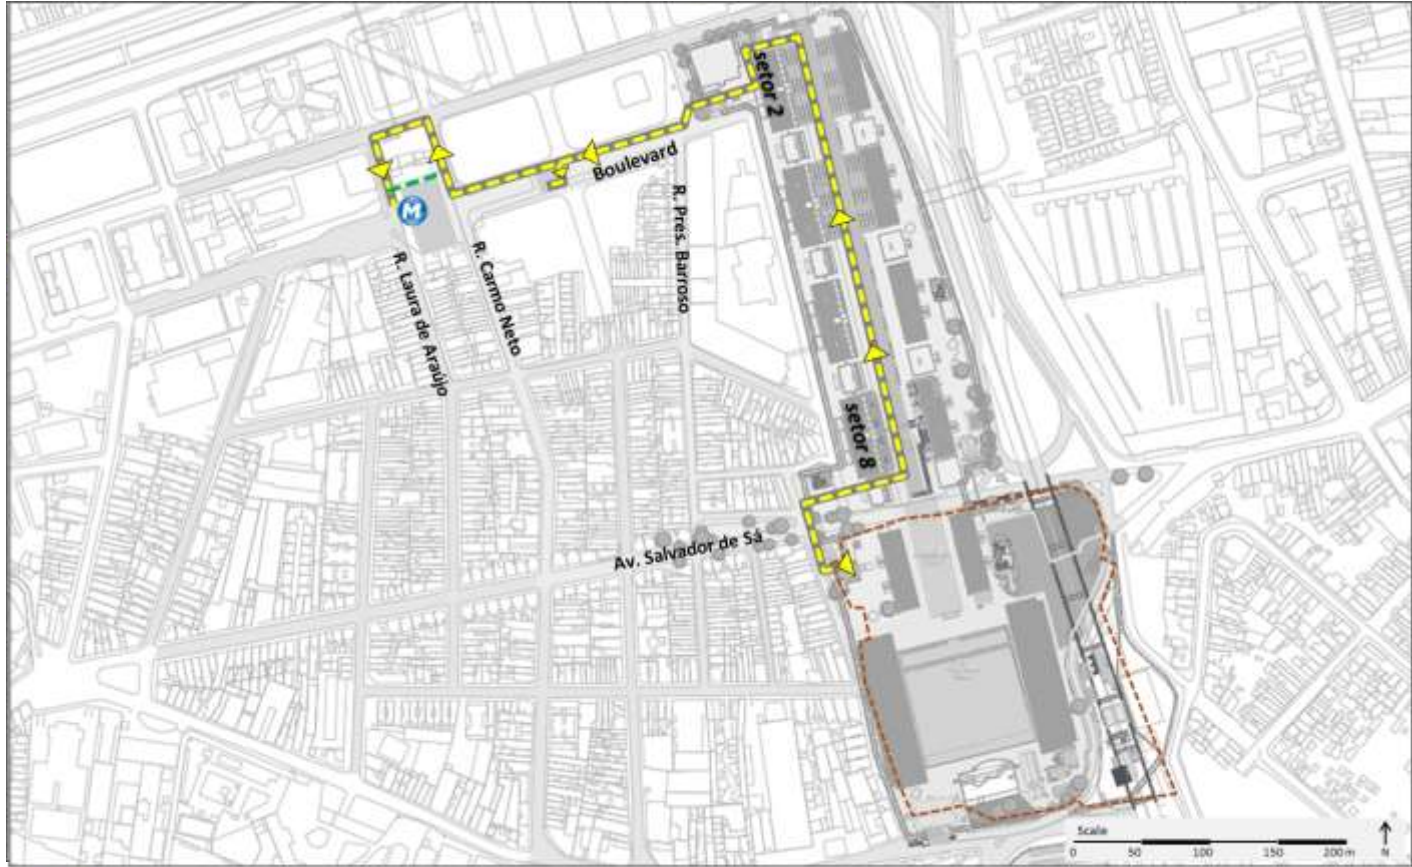 setor 2
Boulevard
R. Pres. Barroso
M
R. Laura de Araújo
R. Carmo Neto
setor 8
Av. Salvador de Sá
Scale
0 50 100 150 200 m
N